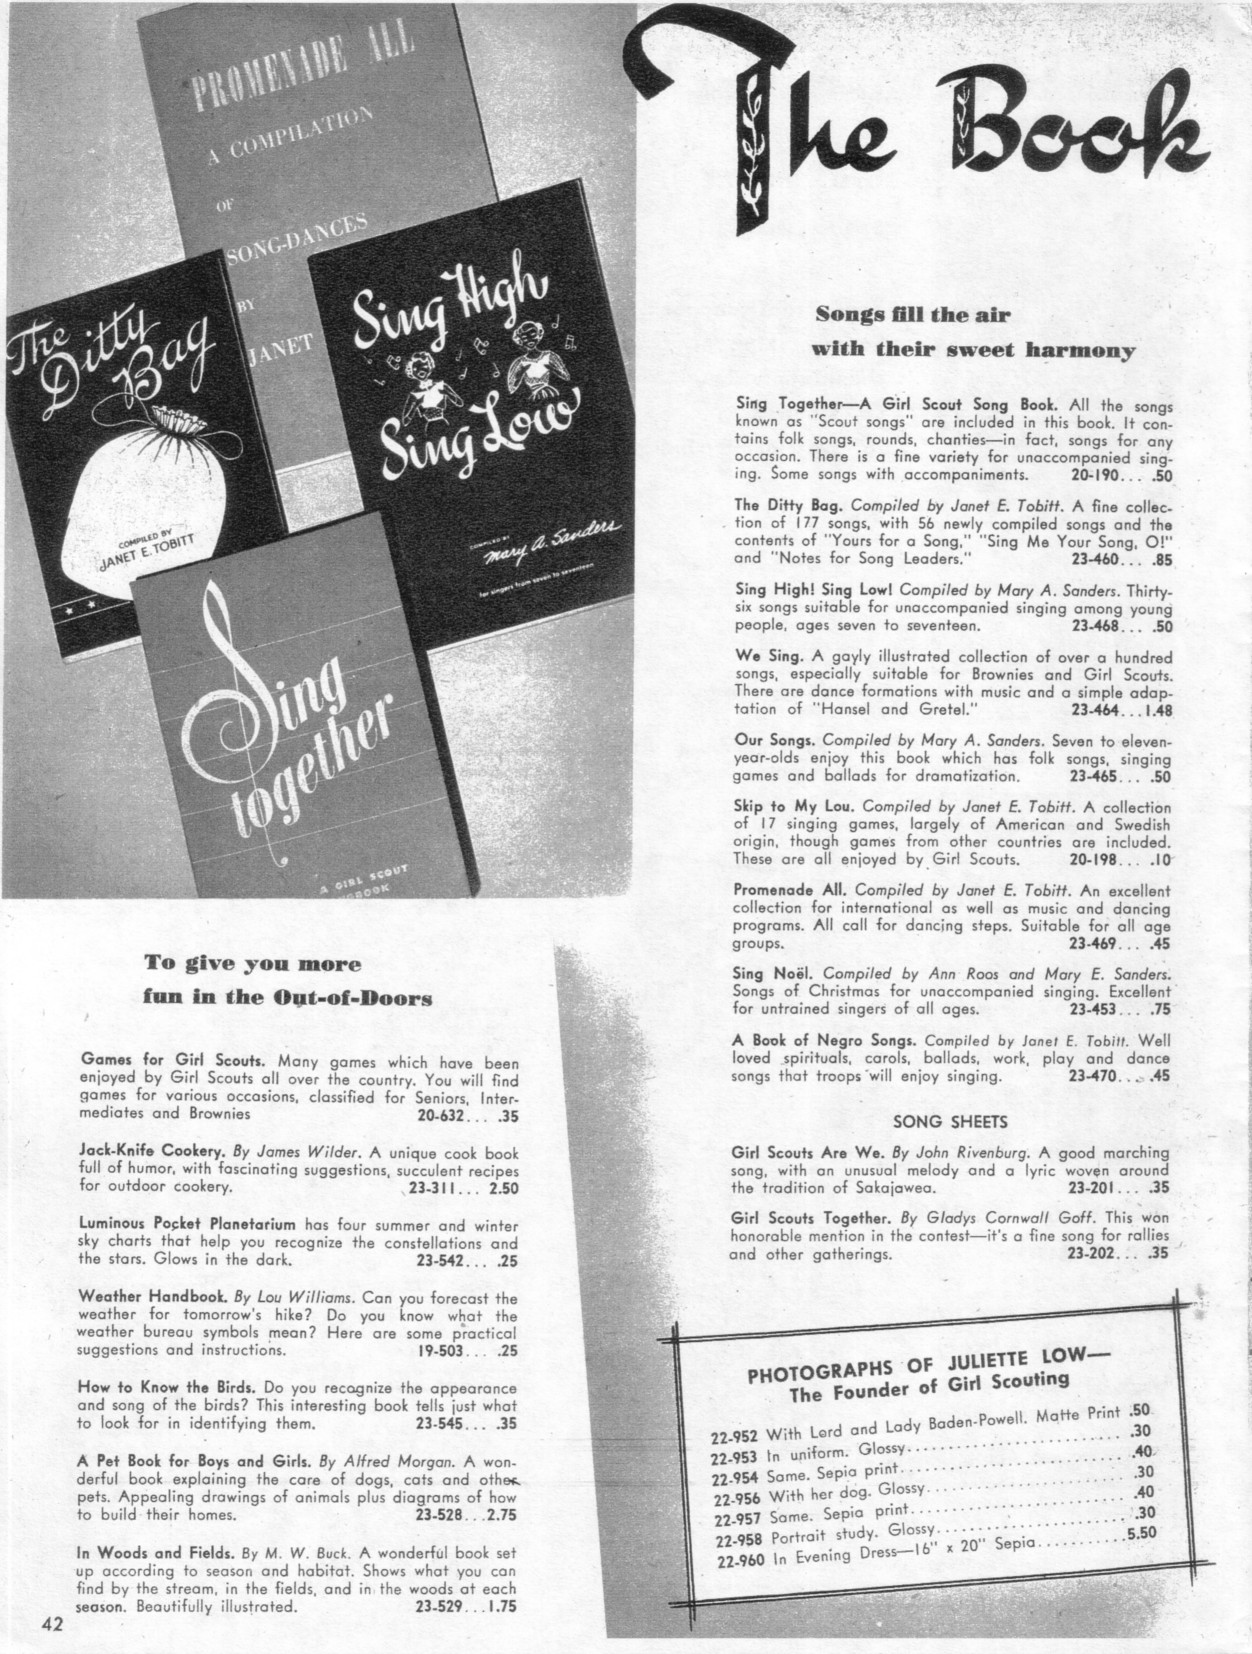 PROMENADE ALL
A COMPILATION
OF
SONG-DANCES
BY
JANET
The
Ditty
Bag
COMPILED BY
JANET E. TOBITT
Sing High
Sing Low
COMPILED BY
Mary A. Sanders
for singers from seven to seventeen
Sing
together
A GIRL SCOUT
The Book
Songs fill the air
with their sweet harmony
Sing Together—A Girl Scout Song Book. All the songs
known as "Scout songs" are included in this book. It con-
tains folk songs, rounds, chanties—in fact, songs for any
occasion. There is a fine variety for unaccompanied sing-
ing. Some songs with accompaniments. 20-190... .50
The Ditty Bag. Compiled by Janet E. Tobitt. A fine collec-
tion of 177 songs, with 56 newly compiled songs and the
contents of "Yours for a Song," "Sing Me Your Song, O!"
and "Notes for Song Leaders." 23-460... .85
Sing High! Sing Low! Compiled by Mary A. Sanders. Thirty-
six songs suitable for unaccompanied singing among young
people, ages seven to seventeen. 23-468... .50
We Sing. A gayly illustrated collection of over a hundred
songs, especially suitable for Brownies and Girl Scouts.
There are dance formations with music and a simple adap-
tation of "Hansel and Gretel." 23-464...1.48
Our Songs. Compiled by Mary A. Sanders. Seven to eleven-
year-olds enjoy this book which has folk songs, singing
games and ballads for dramatization. 23-465... .50
Skip to My Lou. Compiled by Janet E. Tobitt. A collection
of 17 singing games, largely of American and Swedish
origin, though games from other countries are included.
These are all enjoyed by Girl Scouts. 20-198... .10
Promenade All. Compiled by Janet E. Tobitt. An excellent
collection for international as well as music and dancing
programs. All call for dancing steps. Suitable for all age
groups. 23-469... .45
Sing Noël. Compiled by Ann Roos and Mary E. Sanders.
Songs of Christmas for unaccompanied singing. Excellent
for untrained singers of all ages. 23-453... .75
A Book of Negro Songs. Compiled by Janet E. Tobitt. Well
loved spirituals, carols, ballads, work, play and dance
songs that troops will enjoy singing. 23-470... .45
SONG SHEETS
Girl Scouts Are We. By John Rivenburg. A good marching
song, with an unusual melody and a lyric woven around
the tradition of Sakajawea. 23-201... .35
Girl Scouts Together. By Gladys Cornwall Goff. This won
honorable mention in the contest—it's a fine song for rallies
and other gatherings. 23-202... .35
To give you more
fun in the Out-of-Doors
Games for Girl Scouts. Many games which have been
enjoyed by Girl Scouts all over the country. You will find
games for various occasions, classified for Seniors, Inter-
mediates and Brownies 20-632... .35
Jack-Knife Cookery. By James Wilder. A unique cook book
full of humor, with fascinating suggestions, succulent recipes
for outdoor cookery. 23-311... 2.50
Luminous Pocket Planetarium has four summer and winter
sky charts that help you recognize the constellations and
the stars. Glows in the dark. 23-542... .25
Weather Handbook. By Lou Williams. Can you forecast the
weather for tomorrow's hike? Do you know what the
weather bureau symbols mean? Here are some practical
suggestions and instructions. 19-503... .25
How to Know the Birds. Do you recognize the appearance
and song of the birds? This interesting book tells just what
to look for in identifying them. 23-545... .35
A Pet Book for Boys and Girls. By Alfred Morgan. A won-
derful book explaining the care of dogs, cats and other
pets. Appealing drawings of animals plus diagrams of how
to build their homes. 23-528...2.75
In Woods and Fields. By M. W. Buck. A wonderful book set
up according to season and habitat. Shows what you can
find by the stream, in the fields, and in the woods at each
season. Beautifully illustrated. 23-529...1.75
PHOTOGRAPHS OF JULIETTE LOW—
The Founder of Girl Scouting
22-952 With Lord and Lady Baden-Powell. Matte Print .50
22-953 In uniform. Glossy .30
22-954 Same. Sepia print .40
22-956 With her dog. Glossy .30
22-957 Same. Sepia print .40
22-958 Portrait study. Glossy .30
22-960 In Evening Dress—16" x 20" Sepia 5.50
42